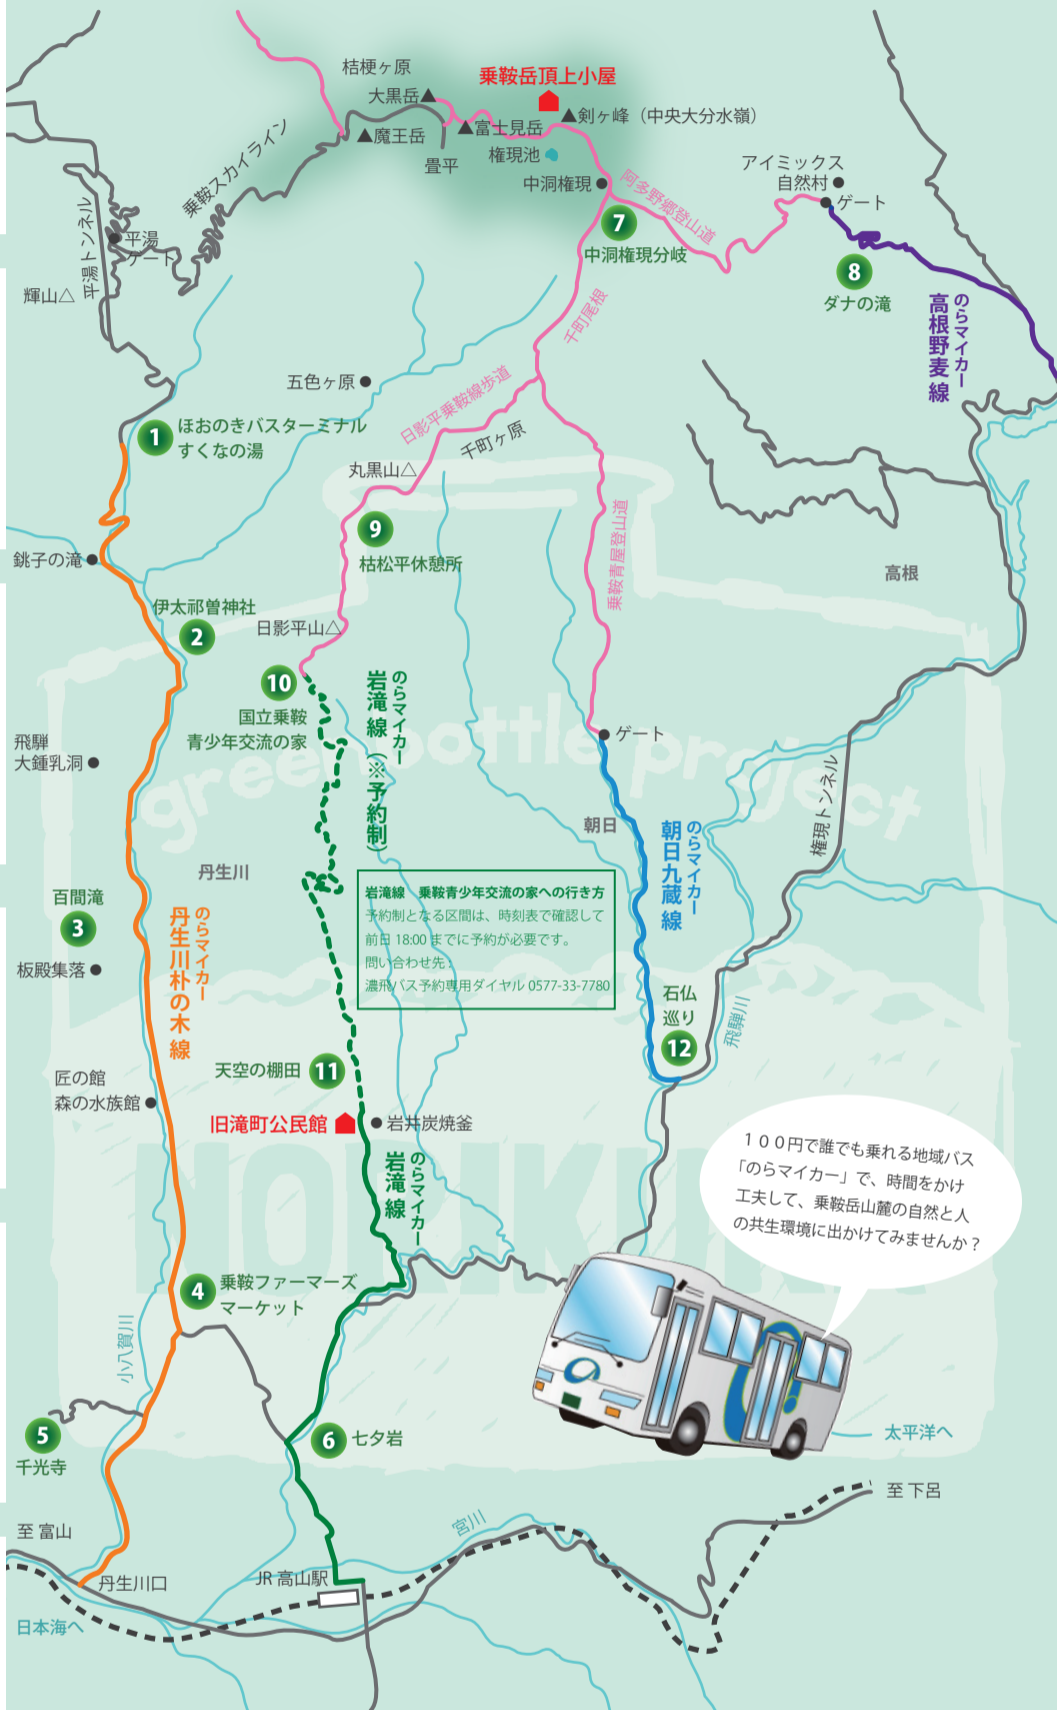 桔梗ヶ原
乗鞍岳頂上小屋
大黒岳▲
▲剣ヶ峰（中央大分水嶺）
▲富士見岳
▲魔王岳
権現池
畳平
乗鞍スカイライン
アイミックス
自然村
中洞権現
ゲート
阿多野郷登山道
7
中洞権現分岐
平湯トンネル
平湯
ゲート
8
ダナの滝
輝山△
のらマイカー
高根野麦線
千町尾根
五色ヶ原
日影平乗鞍線歩道
1
ほおのきバスターミナル
すくなの湯
千町ヶ原
丸黒山△
9
枯松平休憩所
乗鞍青屋登山道
銚子の滝
高根
伊太祁曽神社
2
日影平山△
10
国立乗鞍
青少年交流の家
のらマイカー
岩滝線（※予約制）
green bottle project
飛騨
大鍾乳洞
ゲート
権現トンネル
朝日
のらマイカー
朝日九蔵線
丹生川
百間滝
3
板殿集落
のらマイカー
丹生川朴の木線
岩滝線　乗鞍青少年交流の家への行き方
予約制となる区間は、時刻表で確認して
前日 18:00 までに予約が必要です。
問い合わせ先；
濃飛バス予約専用ダイヤル 0577-33-7780
石仏
巡り
12
飛騨川
天空の棚田
11
匠の館
森の水族館
旧滝町公民館
岩井炭焼釜
のらマイカー
岩滝線
NORIKURA
１００円で誰でも乗れる地域バス
「のらマイカー」で、時間をかけ
工夫して、乗鞍岳山麓の自然と人
の共生環境に出かけてみませんか？
4
乗鞍ファーマーズ
マーケット
小八賀川
5
千光寺
6
七夕岩
太平洋へ
至 下呂
至 富山
宮川
丹生川口
JR 高山駅
日本海へ